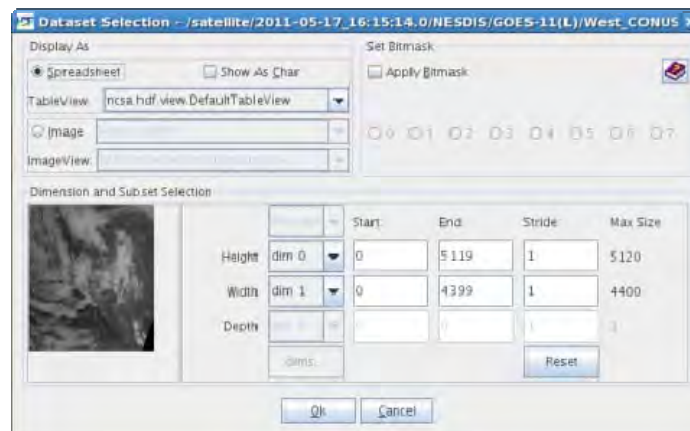 Dataset Selection - /satellite/2011-05-17_16:15:14.0/NESDIS/GOES-11(L)/West_CONUS
Display As
Set Bitmask
Spreadsheet
Show As Char
Apply Bitmask
TableView
ncsa.hdf.view.DefaultTableView
Image
0 1 2 3 4 5 6 7
ImageView:
Dimension and Subset Selection
Start: End: Stride: Max Size
Height dim 0 0 5119 1 5120
Width dim 1 0 4399 1 4400
Depth
dims...
Reset
Ok Cancel